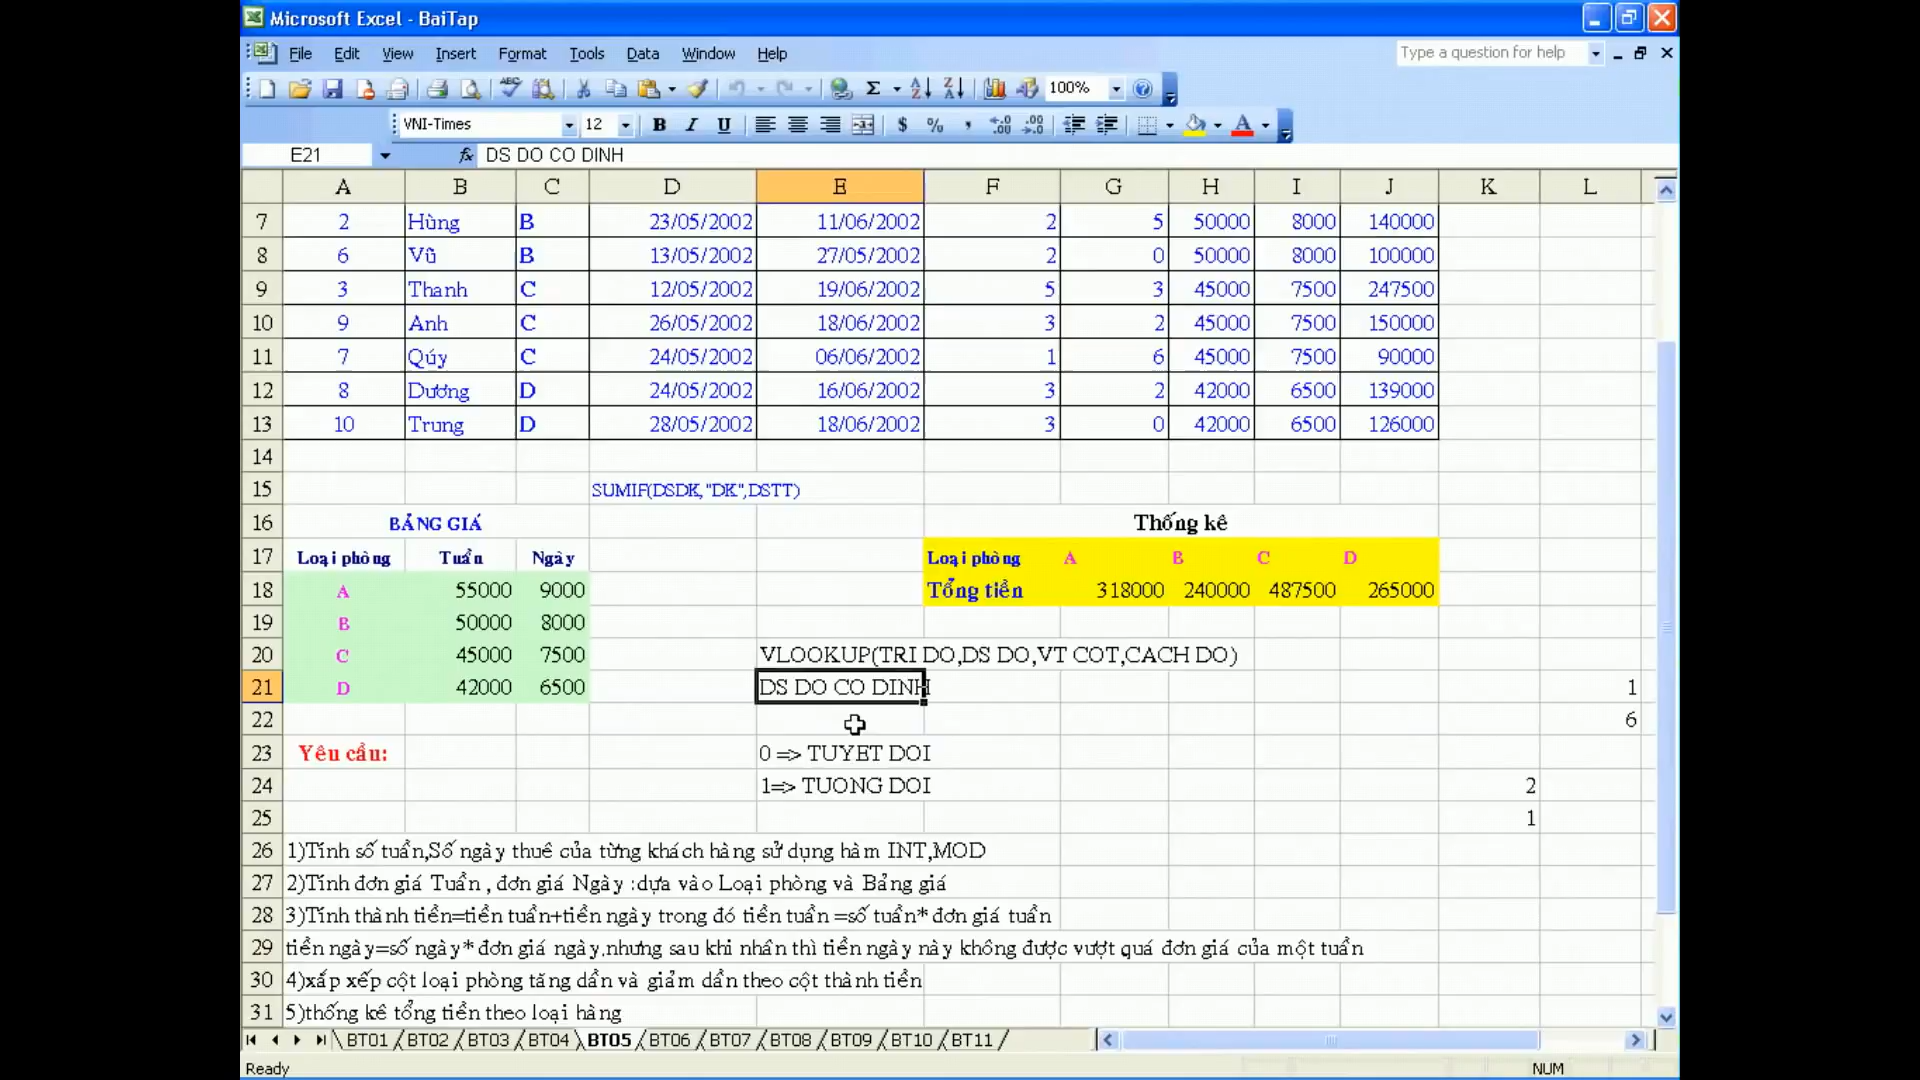 Microsoft Excel - BaiTap
File Edit View Insert Format Tools Data Window Help Type a question for help
100%
VNI-Times 12 B I U $ % ,
E21 fx DS DO CO DINH
A B C D E F G H I J K L
7 2 Hùng B 23/05/2002 11/06/2002 2 5 50000 8000 140000
8 6 Vũ B 13/05/2002 27/05/2002 2 0 50000 8000 100000
9 3 Thanh C 12/05/2002 19/06/2002 5 3 45000 7500 247500
10 9 Anh C 26/05/2002 18/06/2002 3 2 45000 7500 150000
11 7 Qúy C 24/05/2002 06/06/2002 1 6 45000 7500 90000
12 8 Dương D 24/05/2002 16/06/2002 3 2 42000 6500 139000
13 10 Trung D 28/05/2002 18/06/2002 3 0 42000 6500 126000
14
15 SUMIF(DSDK,"DK",DSTT)
16 BẢNG GIÁ Thống kê
17 Loại phòng Tuần Ngày Loại phòng A B C D
18 A 55000 9000 Tổng tiền 318000 240000 487500 265000
19 B 50000 8000
20 C 45000 7500 VLOOKUP(TRI DO,DS DO,VT COT,CACH DO)
21 D 42000 6500 DS DO CO DINH 1
22 6
23 Yêu cầu: 0 => TUYET DOI
24 1=> TUONG DOI 2
25 1
26 1)Tính số tuần,Số ngày thuê của từng khách hàng sử dụng hàm INT,MOD
27 2)Tính đơn giá Tuần , đơn giá Ngày :dựa vào Loại phòng và Bảng giá
28 3)Tính thành tiền=tiền tuần+tiền ngày trong đó tiền tuần =số tuần* đơn giá tuần
29 tiền ngày=số ngày* đơn giá ngày,nhưng sau khi nhân thì tiền ngày này không được vượt quá đơn giá của một tuần
30 4)xắp xếp cột loại phòng tăng dần và giảm dần theo cột thành tiền
31 5)thống kê tổng tiền theo loại hàng
BT01 BT02 BT03 BT04 BT05 BT06 BT07 BT08 BT09 BT10 BT11
Ready NUM